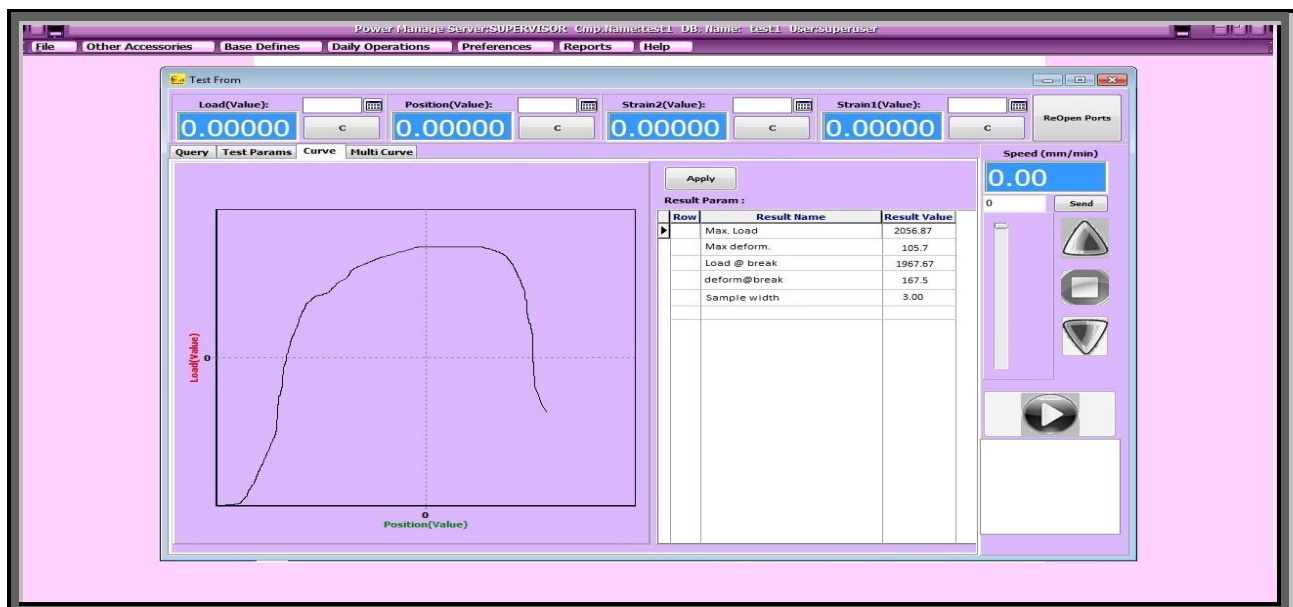 Power Manage Server:SUPERVISOR Cmp.Name:test1 DB. Name: test1 User:superuser
File Other Accessories Base Defines Daily Operations Preferences Reports Help
Test From
Load(Value): Position(Value): Strain2(Value): Strain1(Value):
0.00000 C 0.00000 C 0.00000 C 0.00000 C ReOpen Ports
Query Test Params Curve Multi Curve Speed (mm/min)
Apply 0.00
Result Param : 0 Send
Row Result Name Result Value
Max. Load 2056.87
Max deform. 105.7
Load @ break 1967.67
deform@break 167.5
Sample width 3.00
Load(Value)
0
0
Position(Value)